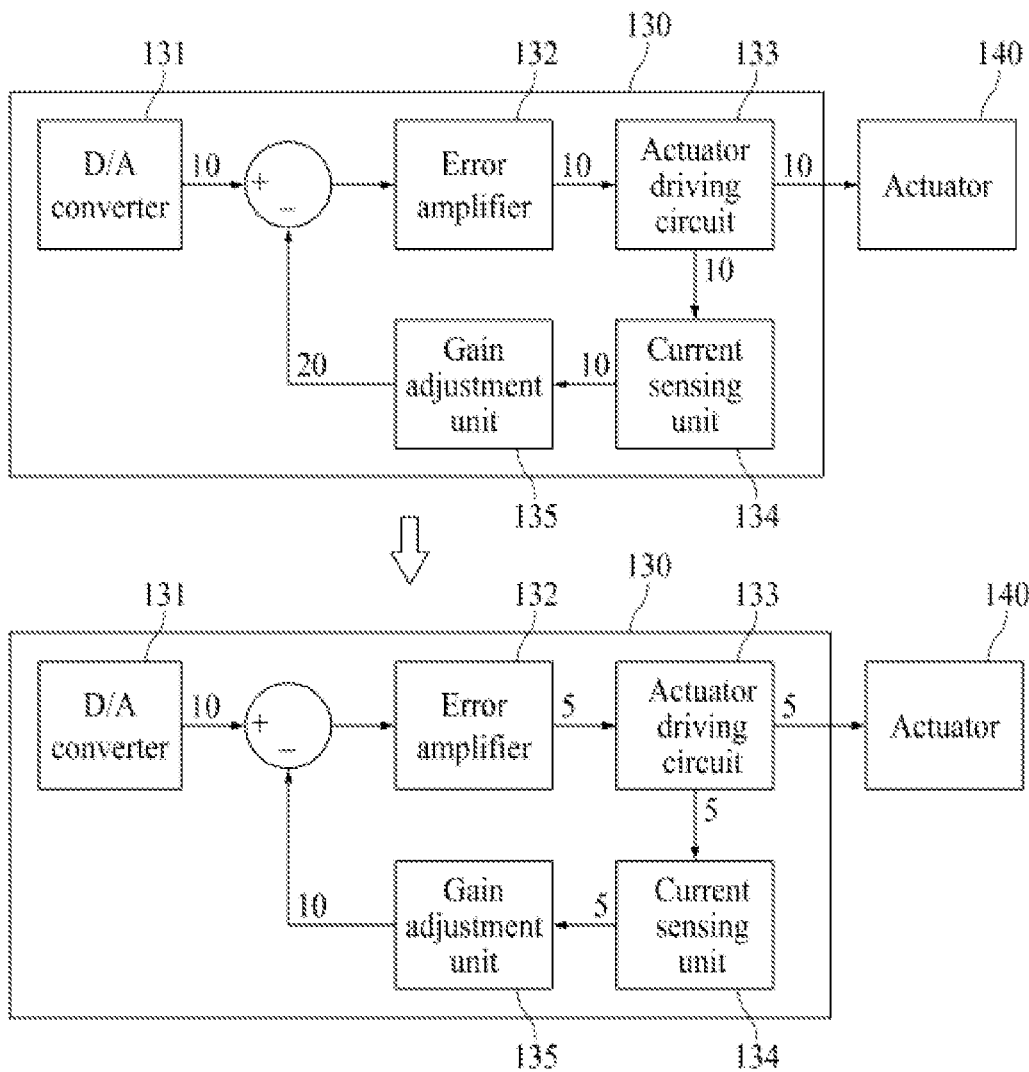 130
131
132
133
140
D/A
converter
10
+
−
Error
amplifier
10
Actuator
driving
circuit
10
Actuator
10
20
Gain
adjustment
unit
10
Current
sensing
unit
135
134
130
131
132
133
140
D/A
converter
10
+
−
Error
amplifier
5
Actuator
driving
circuit
5
Actuator
5
10
Gain
adjustment
unit
5
Current
sensing
unit
135
134